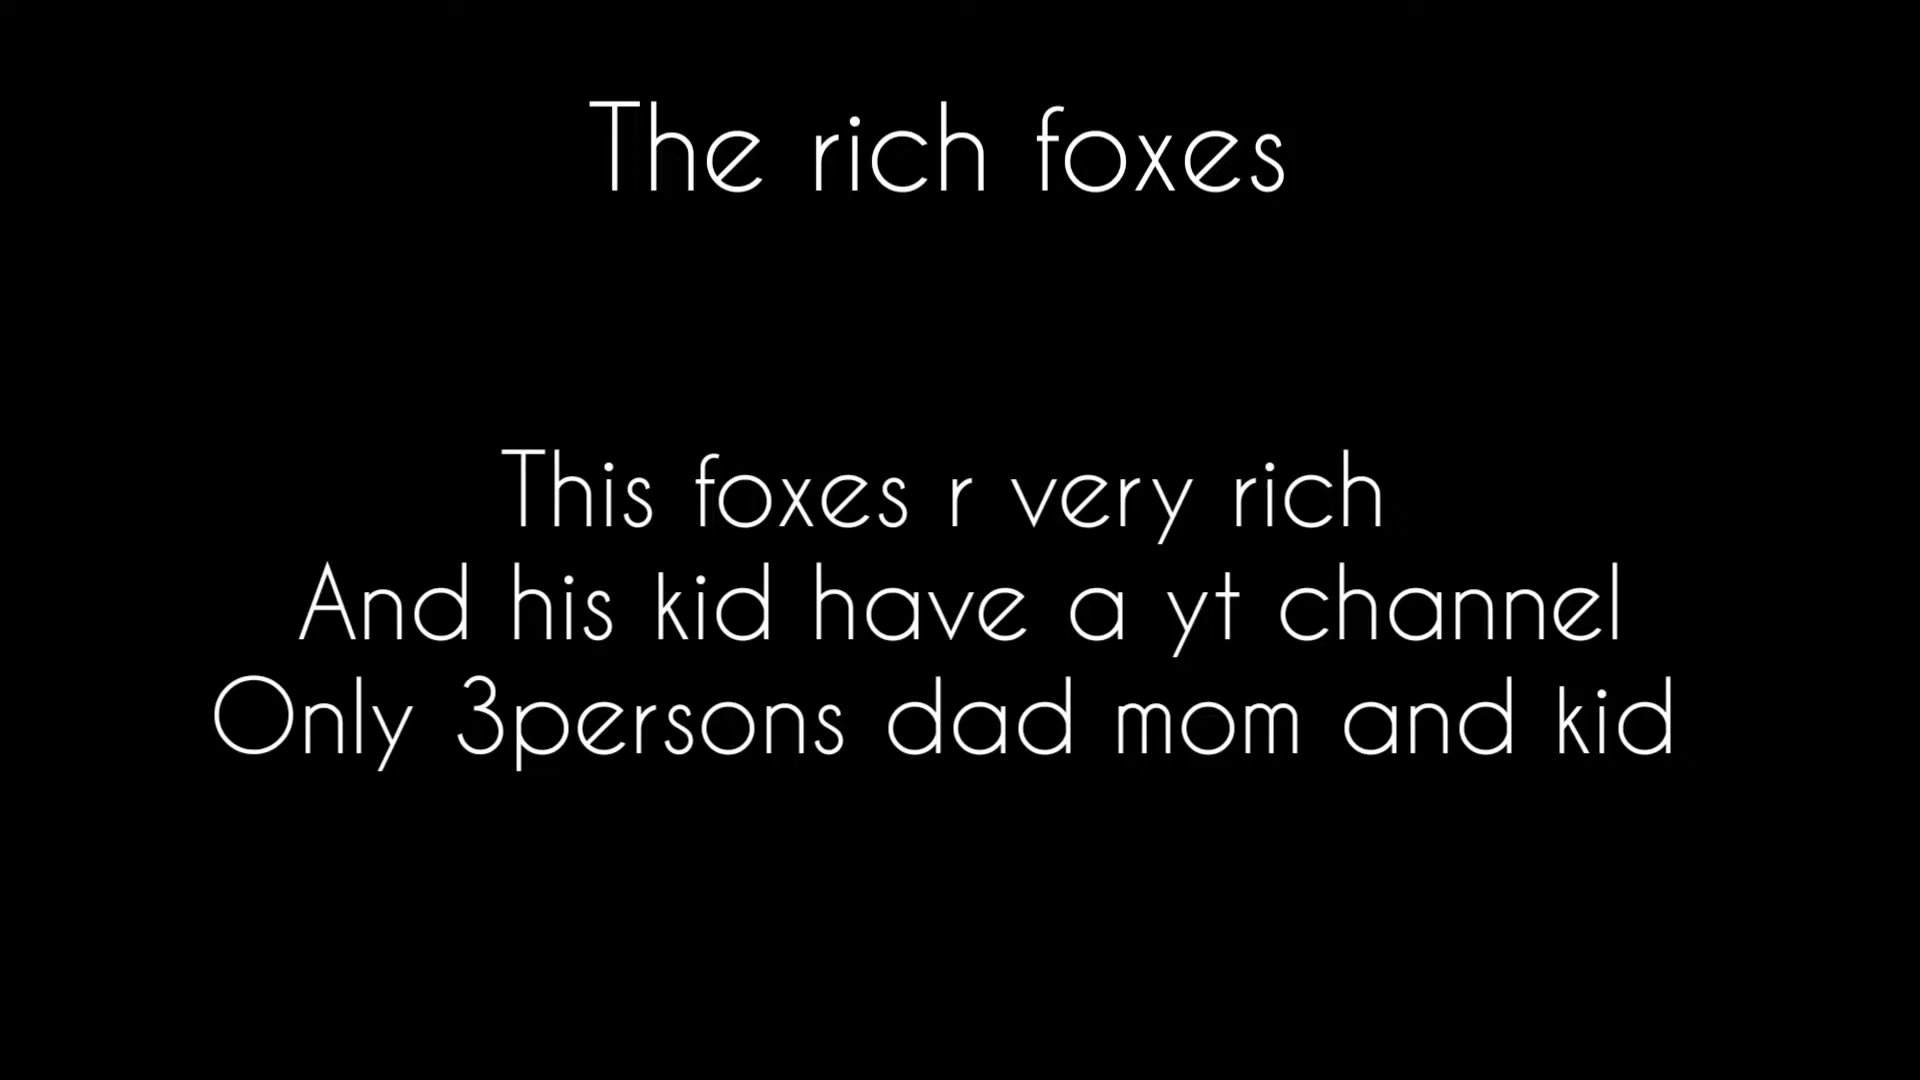 The rich foxes
This foxes r very rich
And his kid have a yt channel
Only 3persons dad mom and kid